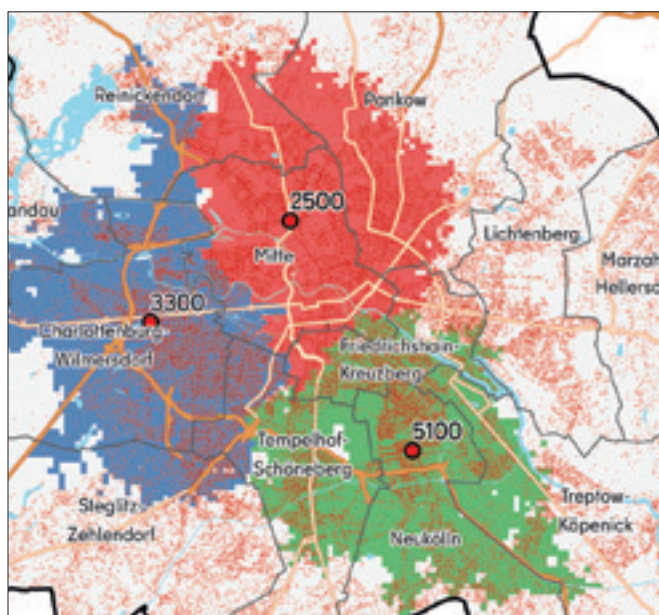 Reinickendorf
Pankow
2500
andau
Mitte
Lichtenberg
Marzah
Hellersd
3300
Charlottenburg-
Wilmersdorf
Friedrichshain-
Kreuzberg
5100
Tempelhof-
Schöneberg
Steglitz-
Zehlendorf
Neukölln
Treptow-
Köpenick